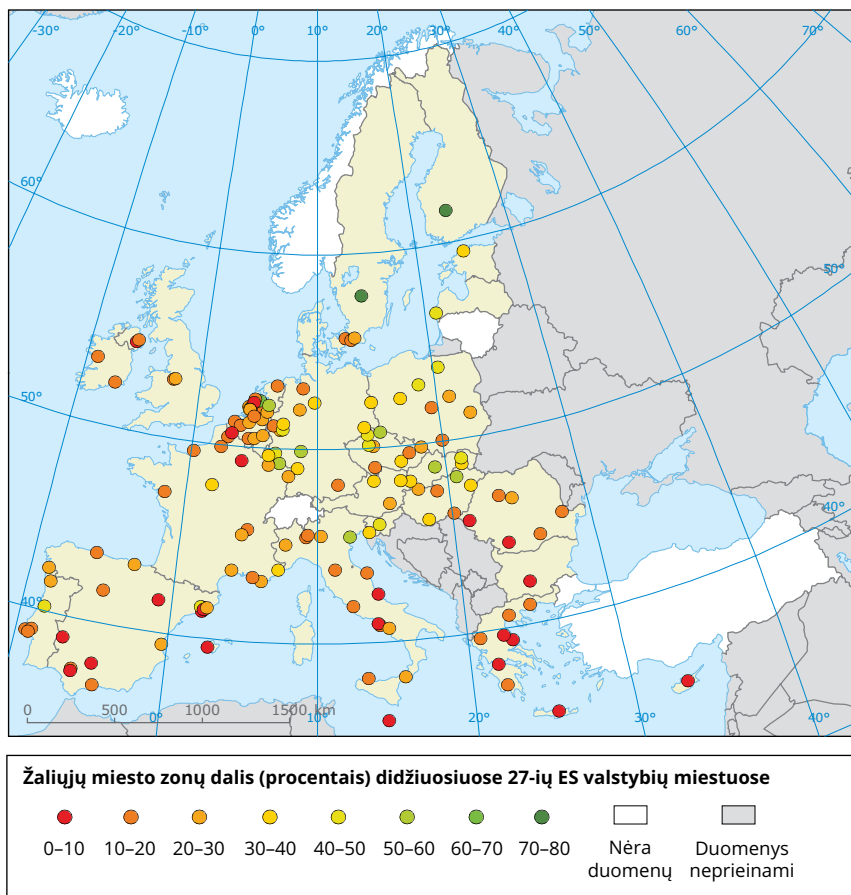 -30° -20° -10° 0° 10° 20° 30° 50° 60° 70°
60°
50°
50°
40°
40°
0 500 1000 1500 km
0° 10° 20° 30° 40°
Žaliųjų miesto zonų dalis (procentais) didžiuosiuose 27-ių ES valstybių miestuose
0–10 10–20 20–30 30–40 40–50 50–60 60–70 70–80 Nėra Duomenys
duomenų neprieinami